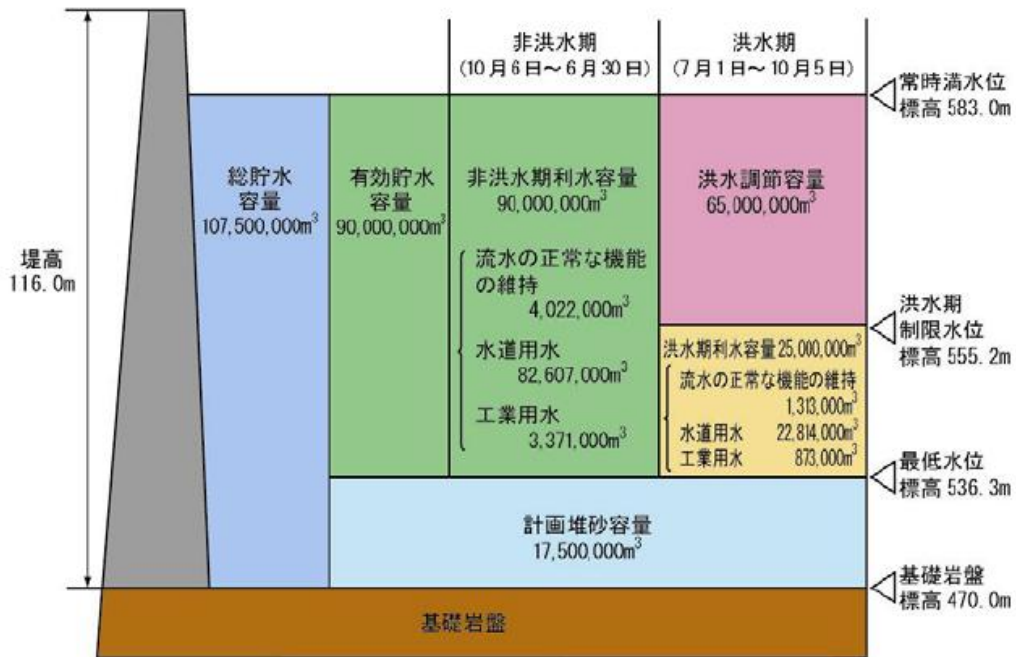 非洪水期
(10月6日~6月30日)
洪水期
(7月1日~10月5日)
常時満水位
標高 583.0m
総貯水
容量
107,500,000m³
有効貯水
容量
90,000,000m³
非洪水期利水容量
90,000,000m³
流水の正常な機能
の維持
4,022,000m³
水道用水
82,607,000m³
工業用水
3,371,000m³
洪水調節容量
65,000,000m³
堤高
116.0m
洪水期
制限水位
標高 555.2m
洪水期利水容量 25,000,000m³
流水の正常な機能の維持
1,313,000m³
水道用水 22,814,000m³
工業用水 873,000m³
最低水位
標高 536.3m
計画堆砂容量
17,500,000m³
基礎岩盤
標高 470.0m
基礎岩盤